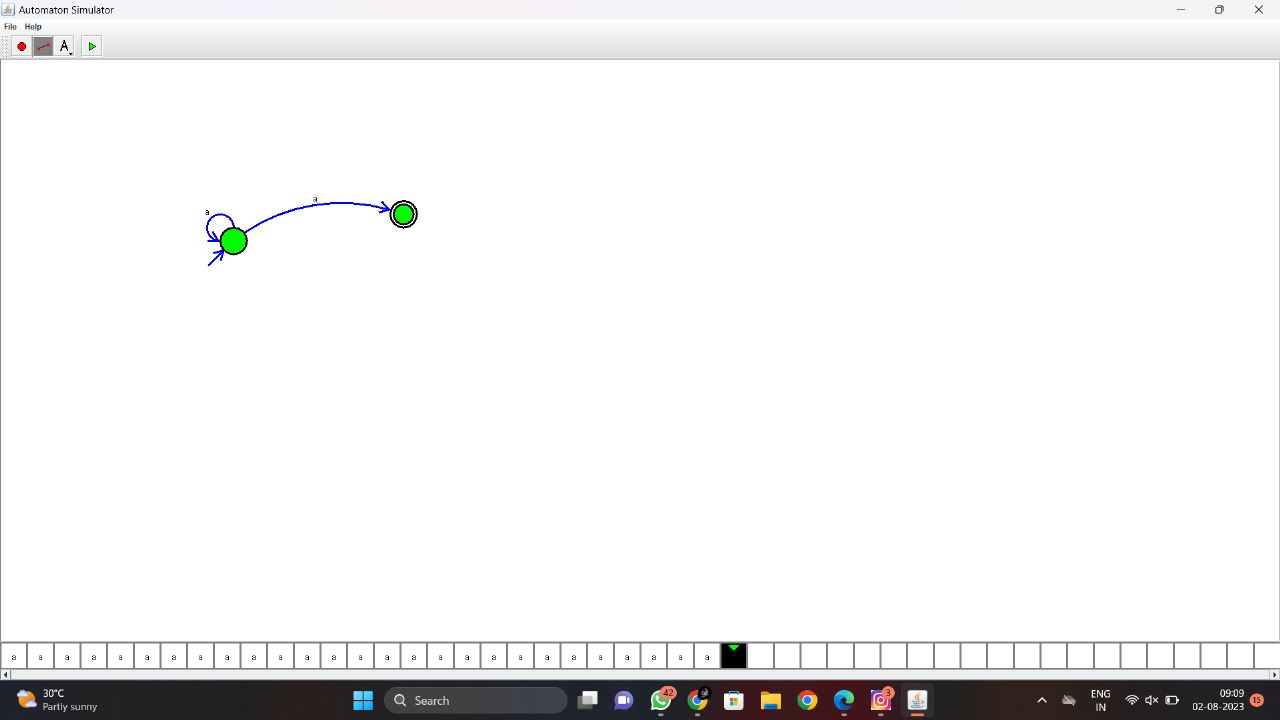 Automaton Simulator
File Help
A
a
a
a a a a a a a a a a a a a a a a a a a a a a a a a a a
30°C
Partly sunny
Search
42
3
ENG
IN
09:09
02-08-2023
15